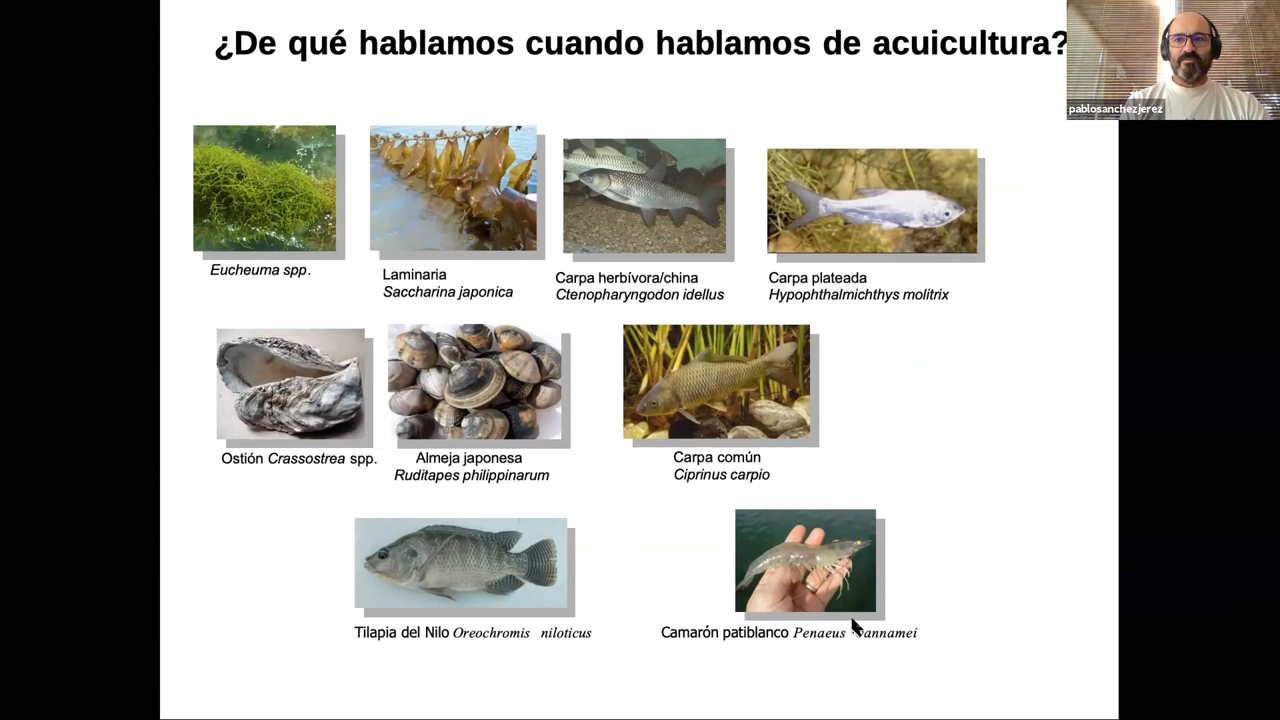 ¿De qué hablamos cuando hablamos de acuicultura?
pablosanchezjerez
Eucheuma spp.
Laminaria
Saccharina japonica
Carpa herbívora/china
Ctenopharyngodon idellus
Carpa plateada
Hypophthalmichthys molitrix
Ostión Crassostrea spp.
Almeja japonesa
Ruditapes philippinarum
Carpa común
Ciprinus carpio
Tilapia del Nilo Oreochromis niloticus
Camarón patiblanco Penaeus